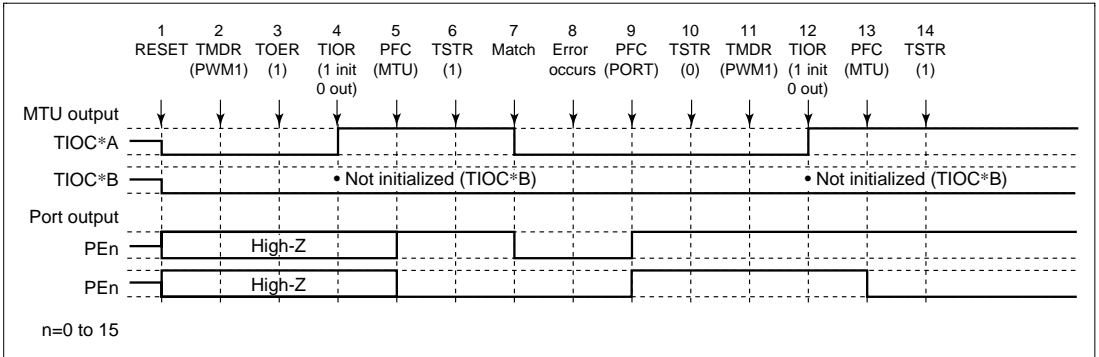 1 2 3 4 5 6 7 8 9 10 11 12 13 14
RESET TMDR TOER TIOR PFC TSTR Match Error PFC TSTR TMDR TIOR PFC TSTR
(PWM1) (1) (1 init (MTU) (1) occurs (PORT) (0) (PWM1) (1 init (MTU) (1)
0 out) 0 out)
MTU output
TIOC*A
TIOC*B • Not initialized (TIOC*B) • Not initialized (TIOC*B)
Port output
PEn High-Z
PEn High-Z
n=0 to 15